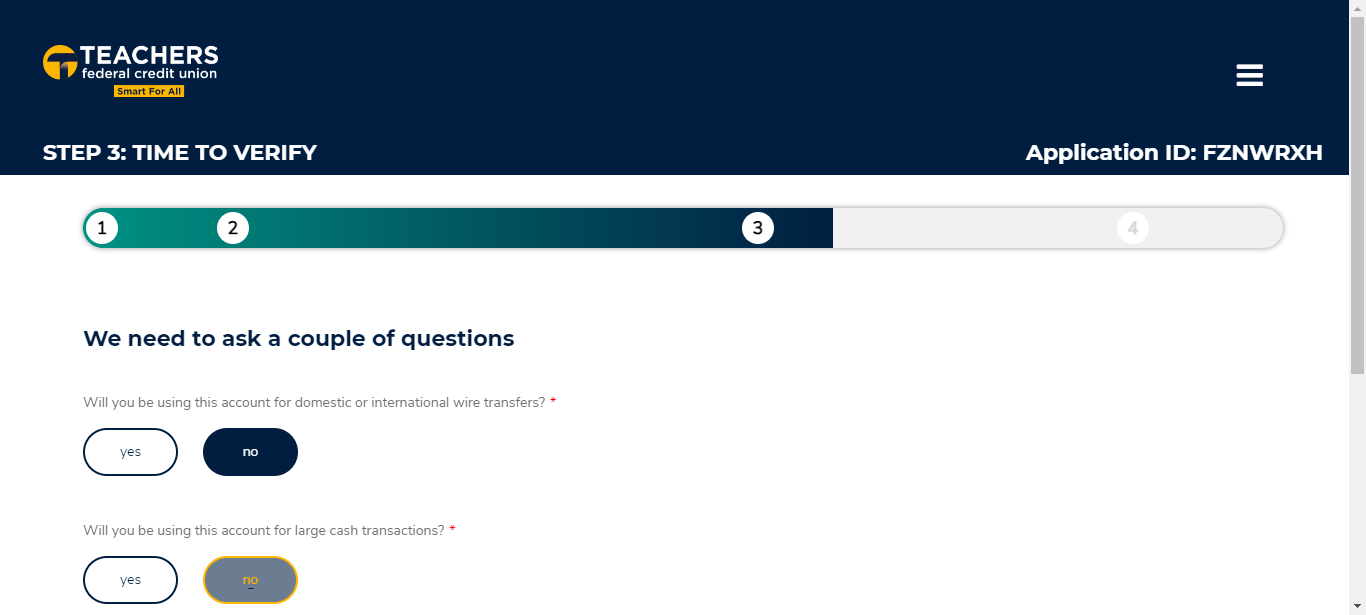 TEACHERS
federal credit union
Smart For All
STEP 3: TIME TO VERIFY
Application ID: FZNWRXH
1
2
3
4
We need to ask a couple of questions
Will you be using this account for domestic or international wire transfers? *
yes
no
Will you be using this account for large cash transactions? *
yes
no